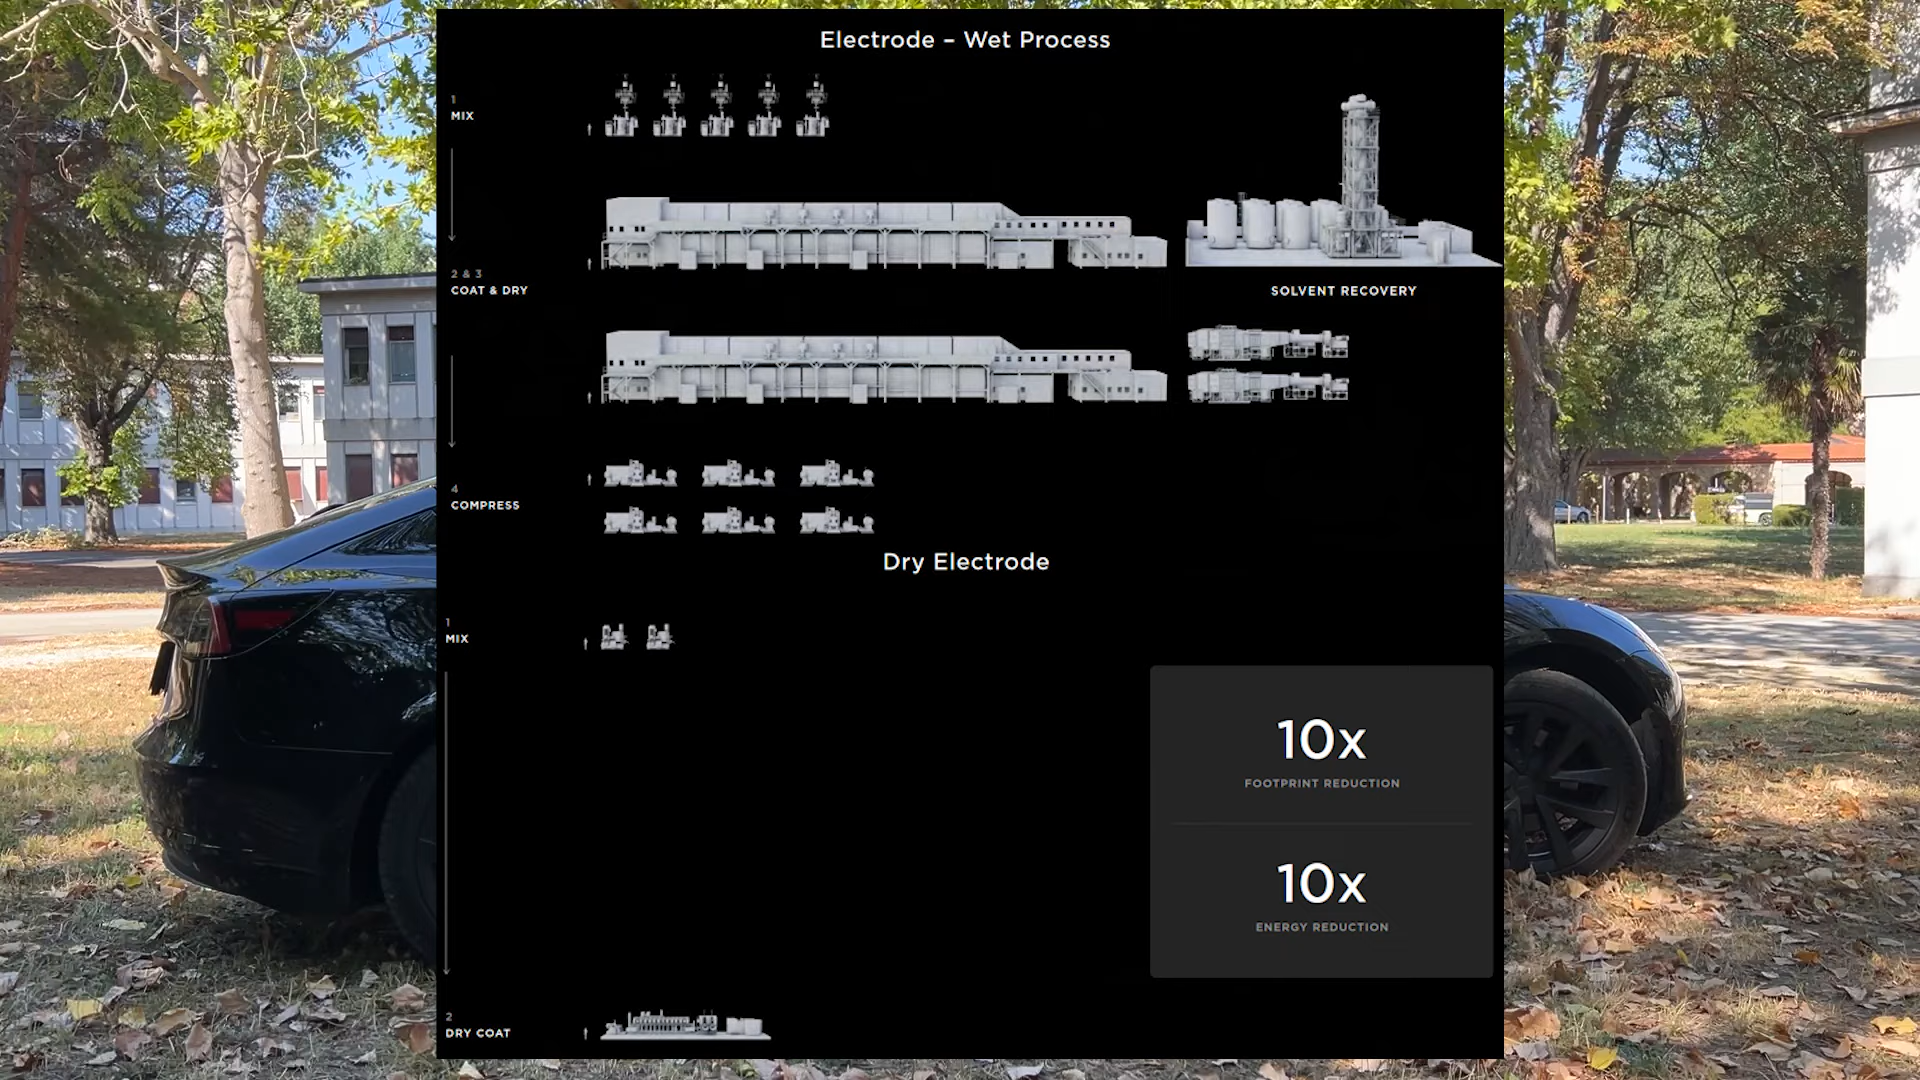 Electrode – Wet Process
1
MIX
2 & 3
COAT & DRY
SOLVENT RECOVERY
4
COMPRESS
Dry Electrode
1
MIX
10x
FOOTPRINT REDUCTION
10x
ENERGY REDUCTION
2
DRY COAT